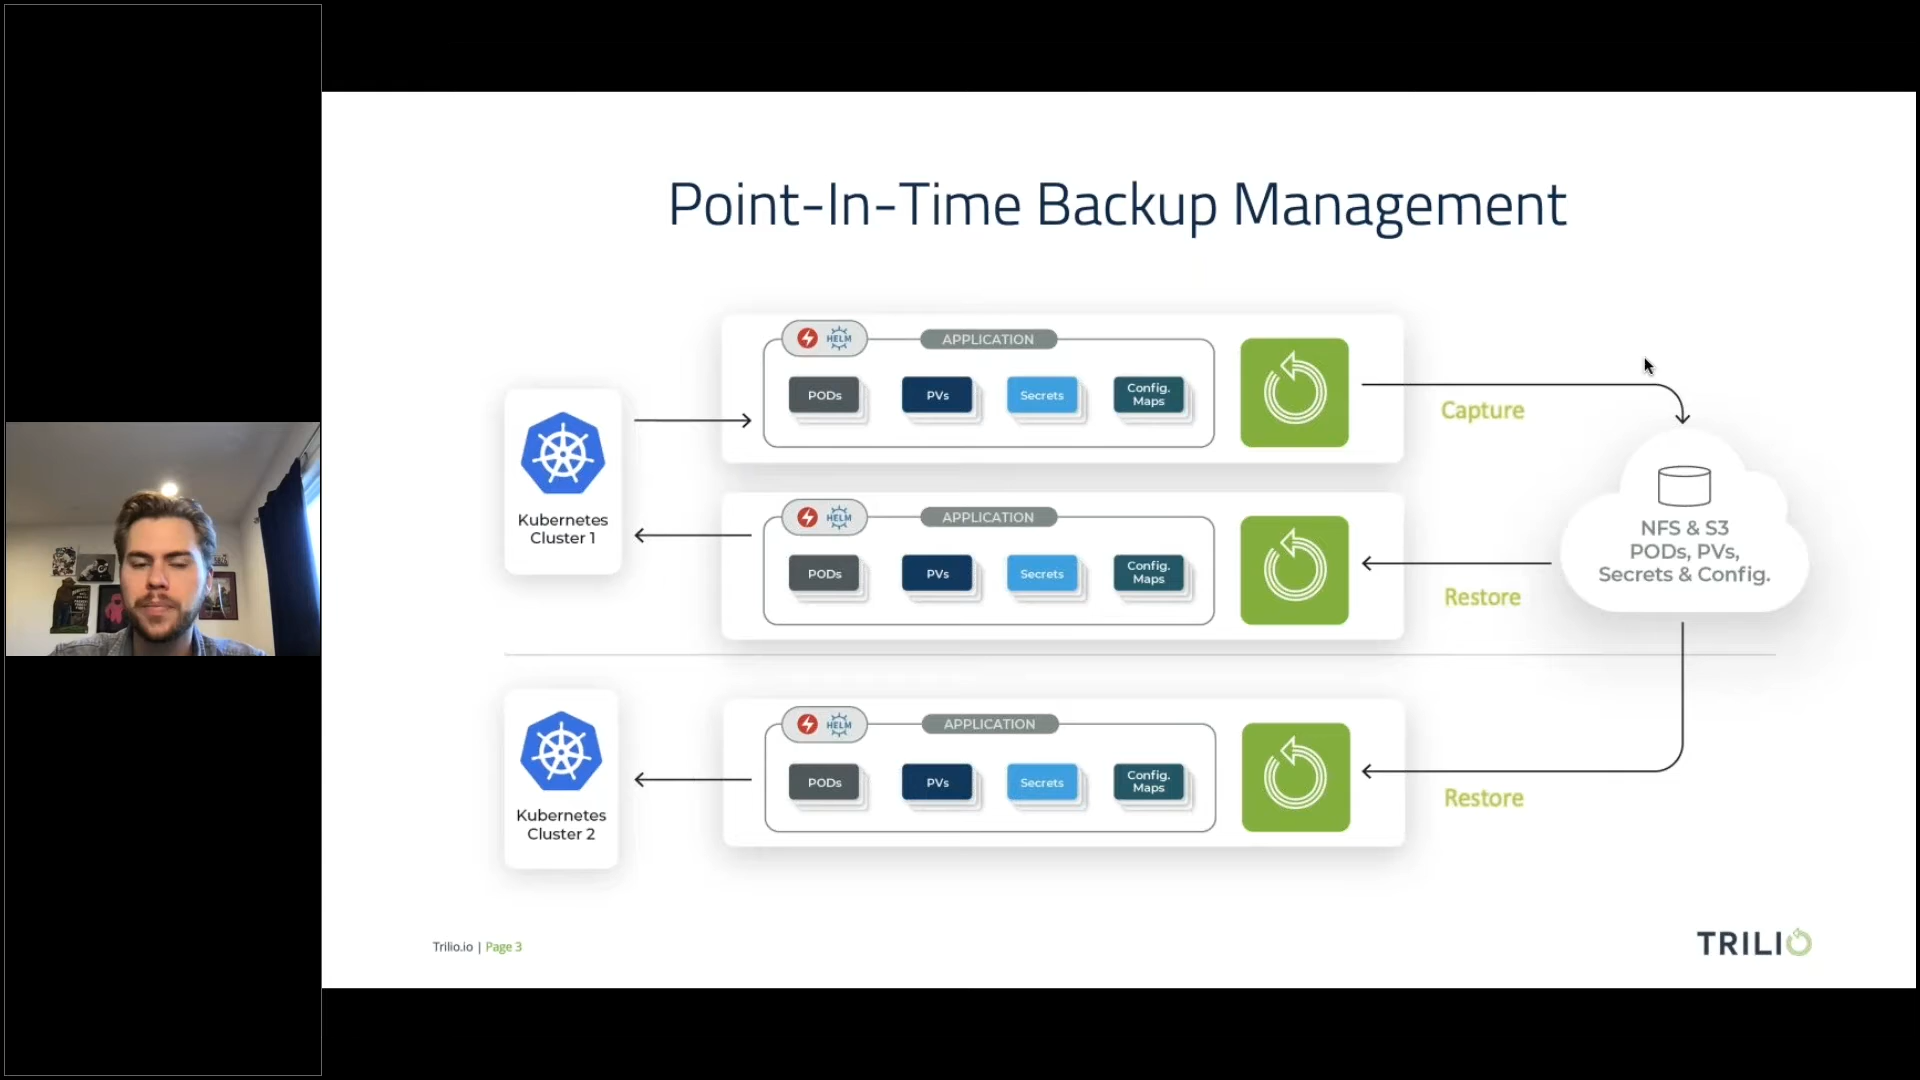 Point-In-Time Backup Management
HELM
APPLICATION
PODs
PVs
Secrets
Config.
Maps
Capture
Kubernetes
Cluster 1
HELM
APPLICATION
PODs
PVs
Secrets
Config.
Maps
Restore
NFS & S3
PODs, PVs,
Secrets & Config.
Kubernetes
Cluster 2
HELM
APPLICATION
PODs
PVs
Secrets
Config.
Maps
Restore
Trilio.io | Page 3
TRILIO